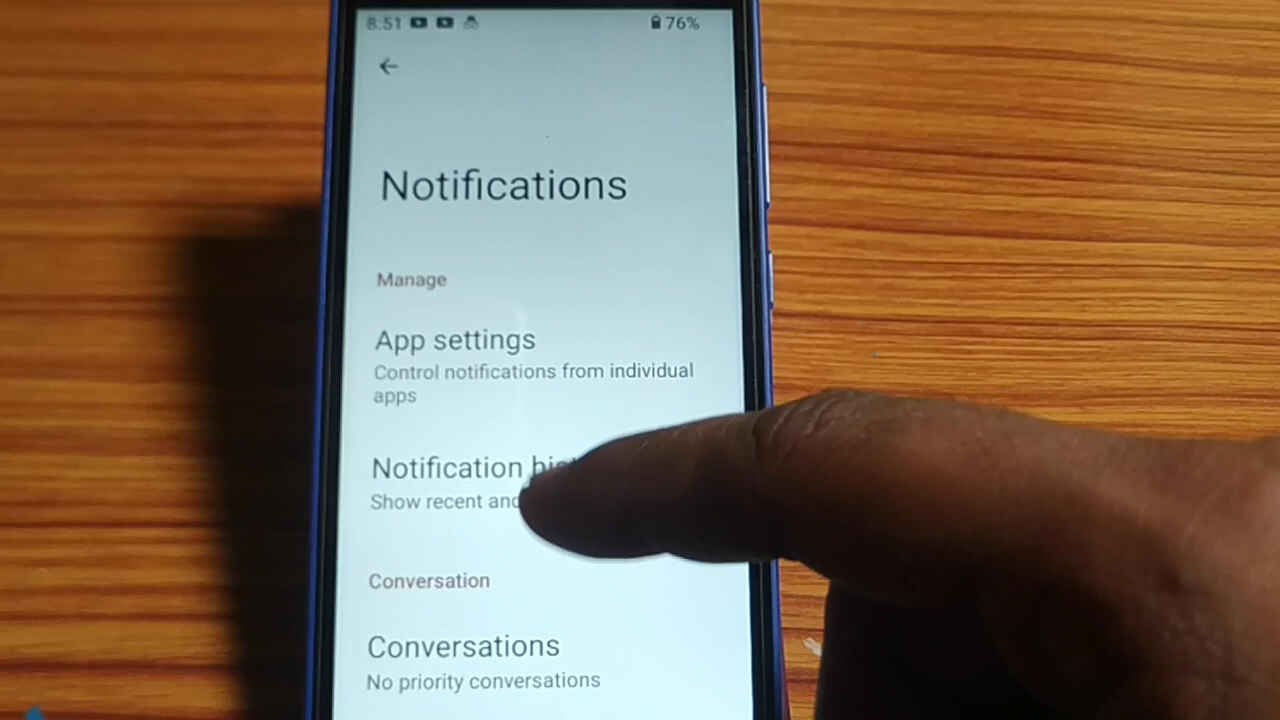 8:51 76%
Notifications
Manage
App settings
Control notifications from individual
apps
Notification
Show recent and
Conversation
Conversations
No priority conversations